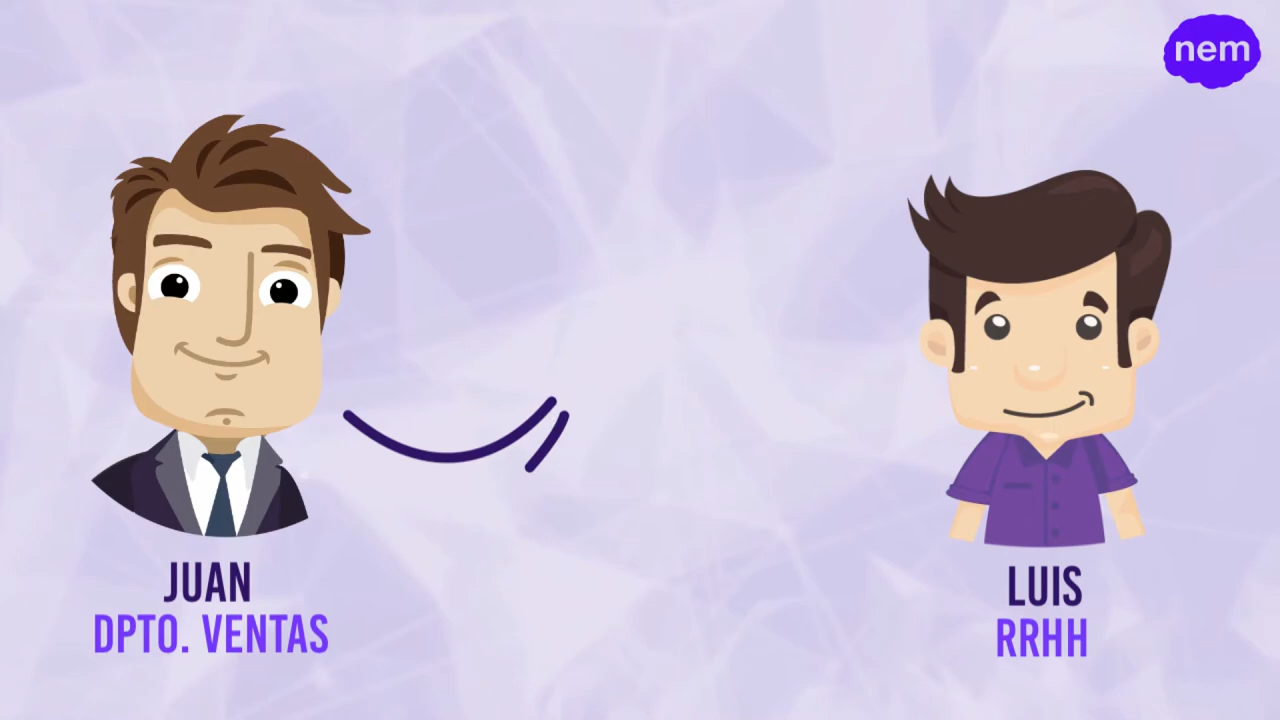 nem
JUAN
DPTO. VENTAS
LUIS
RRHH